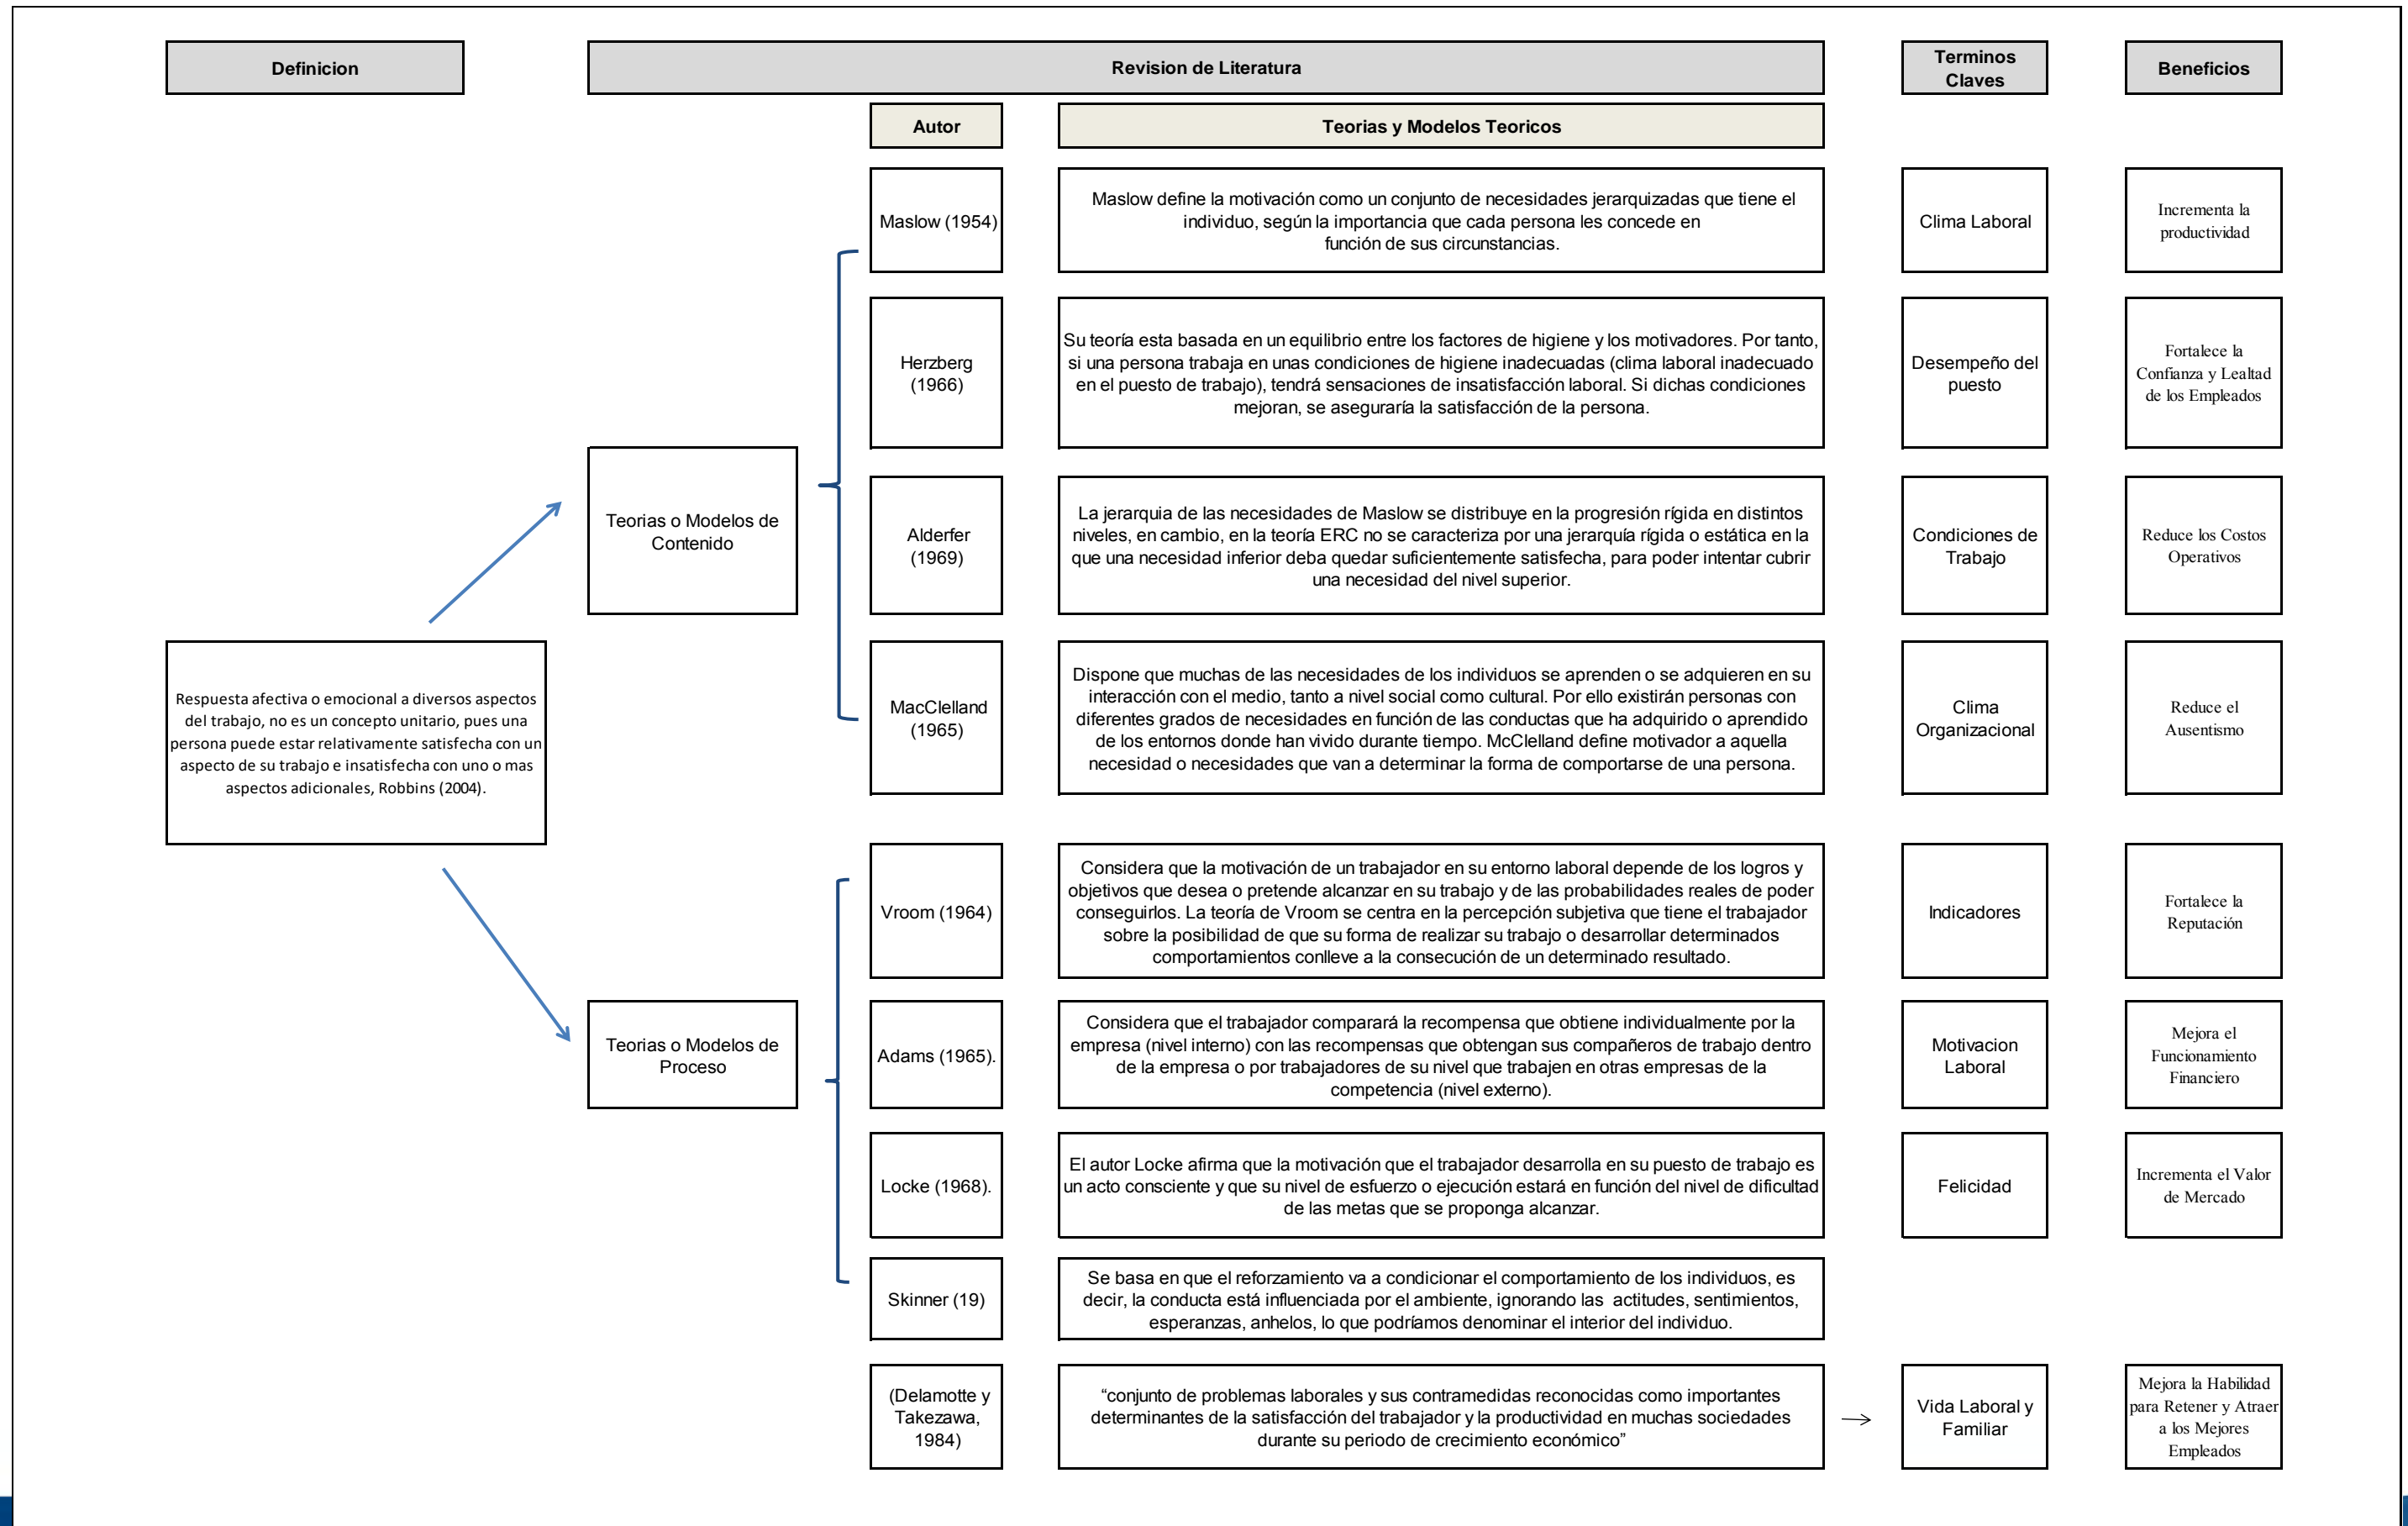 Definicion
Revision de Literatura
Terminos
Claves
Beneficios
Autor
Teorias y Modelos Teoricos
Maslow (1954)
Maslow define la motivación como un conjunto de necesidades jerarquizadas que tiene el
individuo, según la importancia que cada persona les concede en
función de sus circunstancias.
Clima Laboral
Incrementa la
productividad
Herzberg
(1966)
Su teoría esta basada en un equilibrio entre los factores de higiene y los motivadores. Por tanto,
si una persona trabaja en unas condiciones de higiene inadecuadas (clima laboral inadecuado
en el puesto de trabajo), tendrá sensaciones de insatisfacción laboral. Si dichas condiciones
mejoran, se aseguraría la satisfacción de la persona.
Desempeño del
puesto
Fortalece la
Confianza y Lealtad
de los Empleados
Teorias o Modelos de
Contenido
Alderfer
(1969)
La jerarquia de las necesidades de Maslow se distribuye en la progresión rígida en distintos
niveles, en cambio, en la teoría ERC no se caracteriza por una jerarquía rígida o estática en la
que una necesidad inferior deba quedar suficientemente satisfecha, para poder intentar cubrir
una necesidad del nivel superior.
Condiciones de
Trabajo
Reduce los Costos
Operativos
Respuesta afectiva o emocional a diversos aspectos
del trabajo, no es un concepto unitario, pues una
persona puede estar relativamente satisfecha con un
aspecto de su trabajo e insatisfecha con uno o mas
aspectos adicionales, Robbins (2004).
MacClelland
(1965)
Dispone que muchas de las necesidades de los individuos se aprenden o se adquieren en su
interacción con el medio, tanto a nivel social como cultural. Por ello existirán personas con
diferentes grados de necesidades en función de las conductas que ha adquirido o aprendido
de los entornos donde han vivido durante tiempo. McClelland define motivador a aquella
necesidad o necesidades que van a determinar la forma de comportarse de una persona.
Clima
Organizacional
Reduce el
Ausentismo
Vroom (1964)
Considera que la motivación de un trabajador en su entorno laboral depende de los logros y
objetivos que desea o pretende alcanzar en su trabajo y de las probabilidades reales de poder
conseguirlos. La teoría de Vroom se centra en la percepción subjetiva que tiene el trabajador
sobre la posibilidad de que su forma de realizar su trabajo o desarrollar determinados
comportamientos conlleve a la consecución de un determinado resultado.
Indicadores
Fortalece la
Reputación
Teorias o Modelos de
Proceso
Adams (1965).
Considera que el trabajador comparará la recompensa que obtiene individualmente por la
empresa (nivel interno) con las recompensas que obtengan sus compañeros de trabajo dentro
de la empresa o por trabajadores de su nivel que trabajen en otras empresas de la
competencia (nivel externo).
Motivacion
Laboral
Mejora el
Funcionamiento
Financiero
Locke (1968).
El autor Locke afirma que la motivación que el trabajador desarrolla en su puesto de trabajo es
un acto consciente y que su nivel de esfuerzo o ejecución estará en función del nivel de dificultad
de las metas que se proponga alcanzar.
Felicidad
Incrementa el Valor
de Mercado
Skinner (19)
Se basa en que el reforzamiento va a condicionar el comportamiento de los individuos, es
decir, la conducta está influenciada por el ambiente, ignorando las actitudes, sentimientos,
esperanzas, anhelos, lo que podríamos denominar el interior del individuo.
(Delamotte y
Takezawa,
1984)
“conjunto de problemas laborales y sus contramedidas reconocidas como importantes
determinantes de la satisfacción del trabajador y la productividad en muchas sociedades
durante su periodo de crecimiento económico”
Vida Laboral y
Familiar
Mejora la Habilidad
para Retener y Atraer
a los Mejores
Empleados